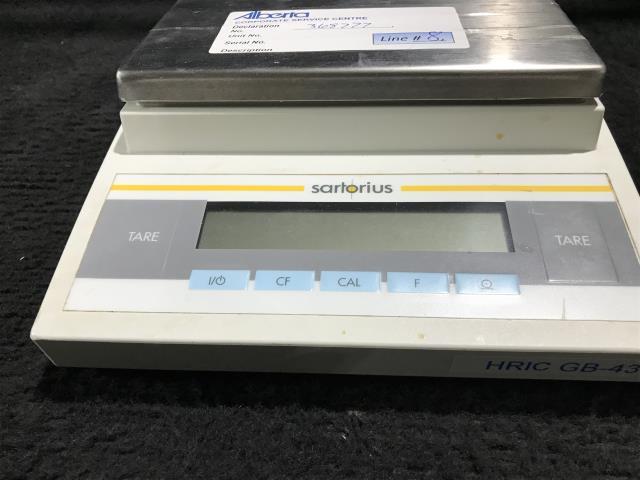 Alberta
CORPORATE SERVICE CENTRE
Declaration No. 368777
Unit No.
Serial No.
Description
Line # 8.
sartorius
TARE
TARE
I/⏻ CF CAL F
HRIC GB-43